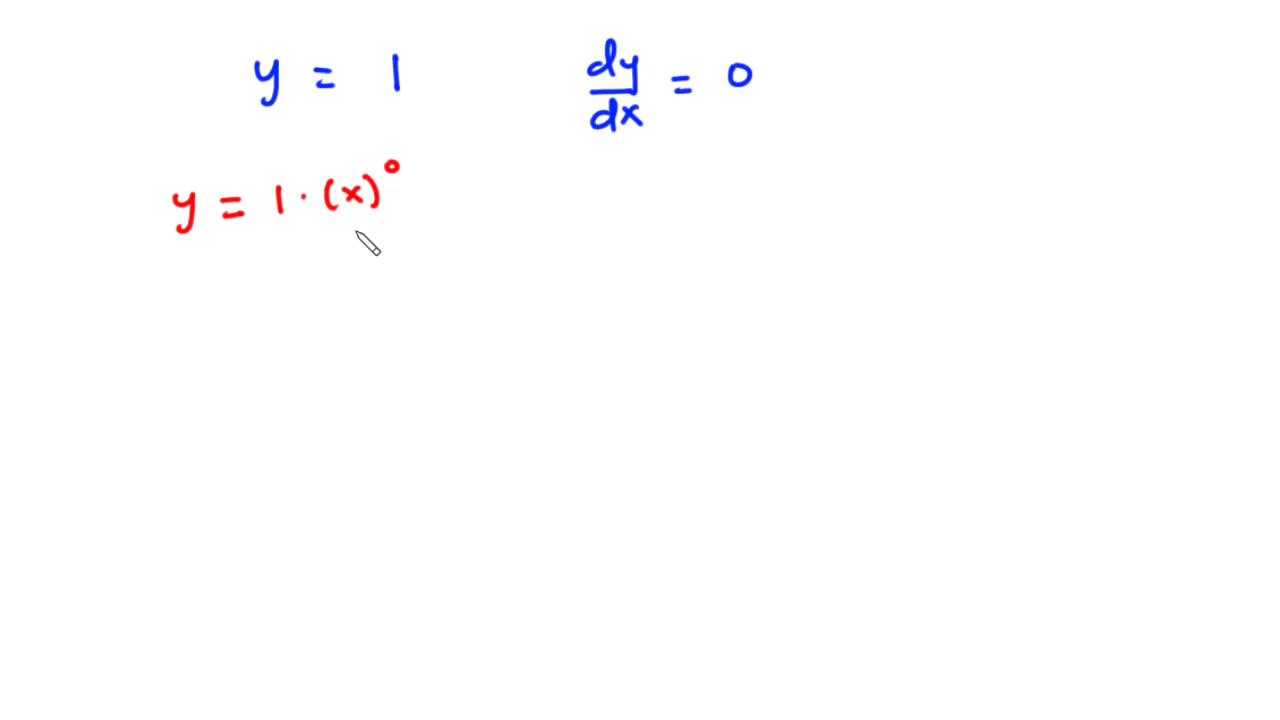 y = 1 dy/dx = 0
y = 1 · (x)⁰